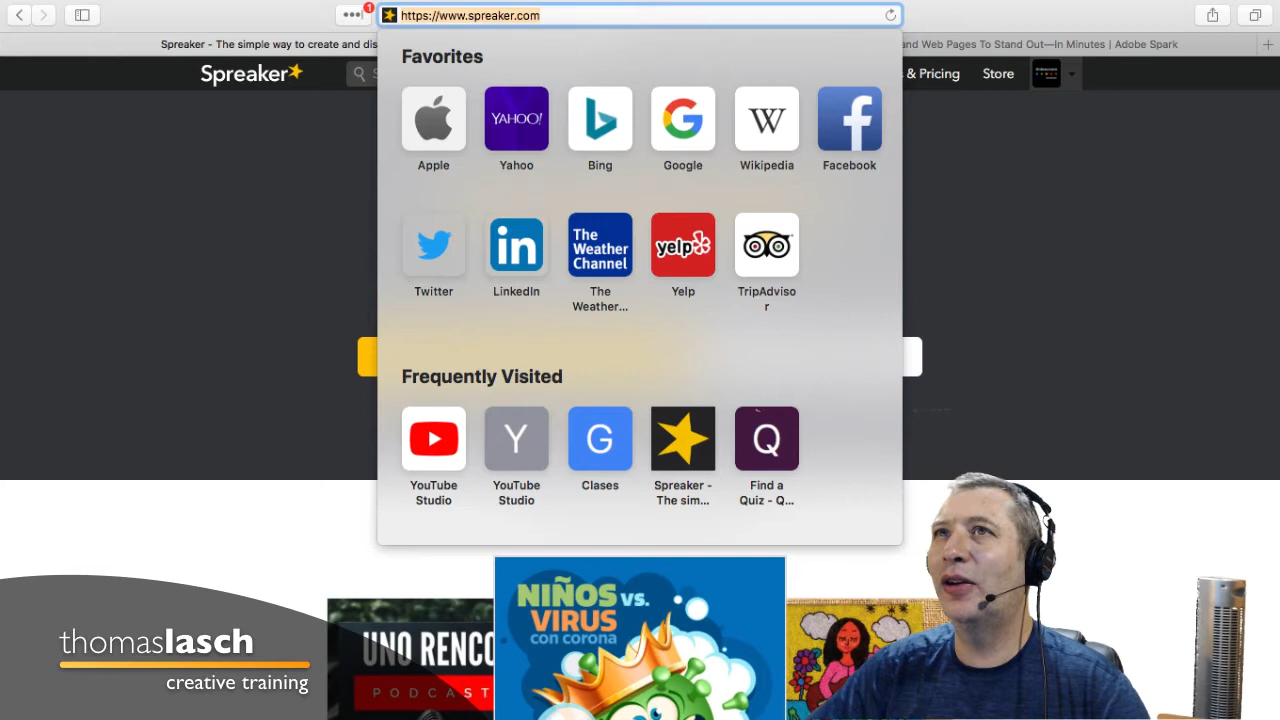 1
https://www.spreaker.com
Spreaker - The simple way to create and dis
and Web Pages To Stand Out—In Minutes | Adobe Spark
Spreaker
S
& Pricing
Store
Favorites
YAHOO!
W
f
Apple
Yahoo
Bing
Google
Wikipedia
Facebook
in
The
Weather
Channel
yelp
Twitter
LinkedIn
The
Weather...
Yelp
TripAdviso
r
Frequently Visited
Y
G
Q
YouTube
Studio
YouTube
Studio
Clases
Spreaker -
The sim...
Find a
Quiz - Q...
NIÑOS VS.
VIRUS
con corona
UNO RENCO
PODCAST
thomaslasch
creative training